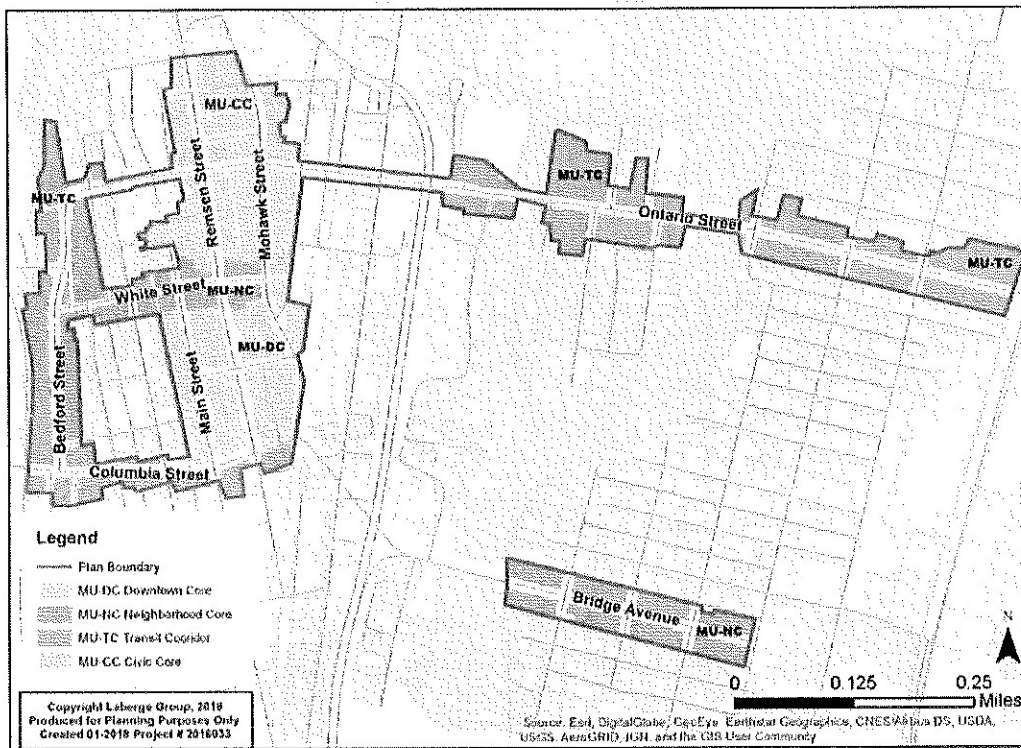 MU-CC
MU-TC
Remsen Street
Mohawk Street
MU-TC
Ontario Street
MU-TC
White Street
MU-NC
MU-DC
Bedford Street
Main Street
Columbia Street
Bridge Avenue
MU-NC
Legend
Plan Boundary
MU-DC Downtown Core
MU-NC Neighborhood Core
MU-TC Transit Corridor
MU-CC Civic Core
N
0 0.125 0.25
Miles
Copyright Laberge Group, 2018
Produced for Planning Purposes Only
Created 01-2018 Project # 2016033
Source: Esri, DigitalGlobe, GeoEye, Earthstar Geographics, CNES/Airbus DS, USDA,
USGS, AeroGRID, IGN, and the GIS User Community